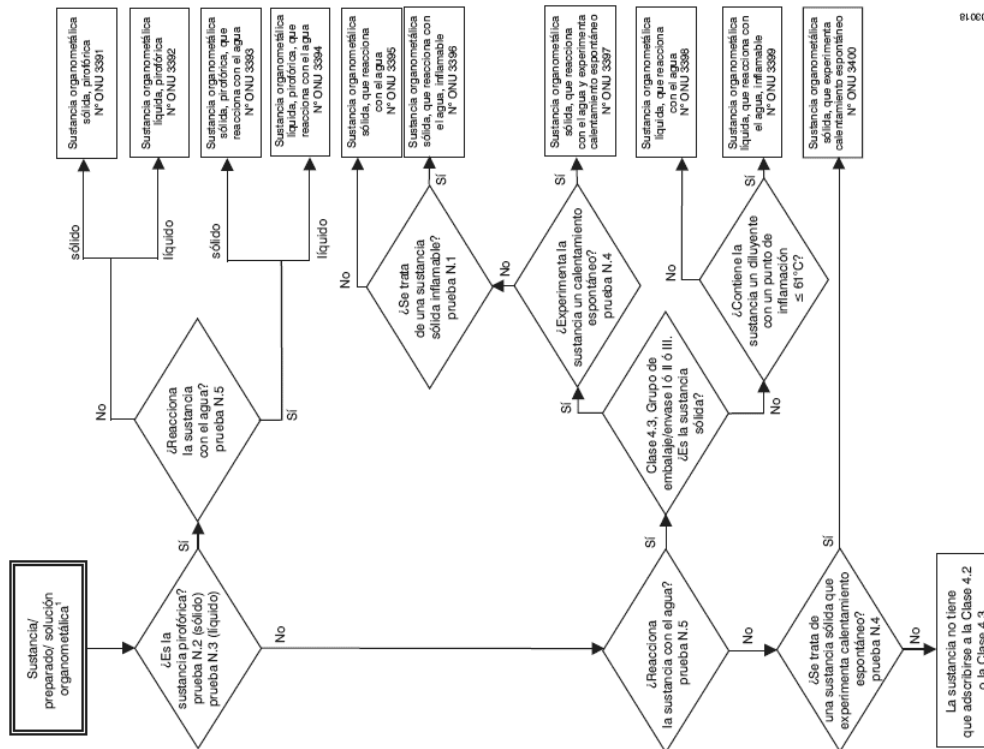 Sustancia/
preparado/ solución
organometálica¹
¿Es la
sustancia pirofórica?
prueba N.2 (sólido)
prueba N.3 (líquido)
Sí
No
¿Reacciona
la sustancia
con el agua?
prueba N.5
No
Sí
sólido
líquido
sólido
líquido
Sustancia organometálica
sólida, pirofórica
N° ONU 3391
Sustancia organometálica
líquida, pirofórica
N° ONU 3392
Sustancia organometálica
sólida, pirofórica, que
reacciona con el agua
N° ONU 3393
Sustancia organometálica
líquida, pirofórica, que
reacciona con el agua
N° ONU 3394
¿Reacciona
la sustancia con el agua?
prueba N.5
Sí
No
Clase 4.3, Grupo de
embalaje/envase I ó II ó III.
¿Es la sustancia
sólida?
Sí
No
¿Experimenta la
sustancia un calentamiento
espontáneo?
prueba N.4
No
Sí
¿Se trata
de una sustancia
sólida inflamable?
prueba N.1
No
Sí
Sustancia organometálica
sólida, que reacciona
con el agua
N° ONU 3395
Sustancia organometálica
sólida, que reacciona con
el agua, inflamable
N° ONU 3396
Sustancia organometálica
sólida, que reacciona
con el agua y experimenta
calentamiento espontáneo
N° ONU 3397
¿Contiene la
sustancia un diluyente
con un punto de
inflamación
≤ 61°C?
No
Sí
Sustancia organometálica
líquida, que reacciona
con el agua
N° ONU 3398
Sustancia organometálica
líquida, que reacciona con
el agua, inflamable
N° ONU 3399
¿Se trata de
una sustancia sólida que
experimenta calentamiento
espontáneo?
prueba N.4
Sí
No
Sustancia organometálica
sólida, que experimenta
calentamiento espontáneo
N° ONU 3400
La sustancia no tiene
que adscribirse a la Clase 4.2
o la Clase 4.3